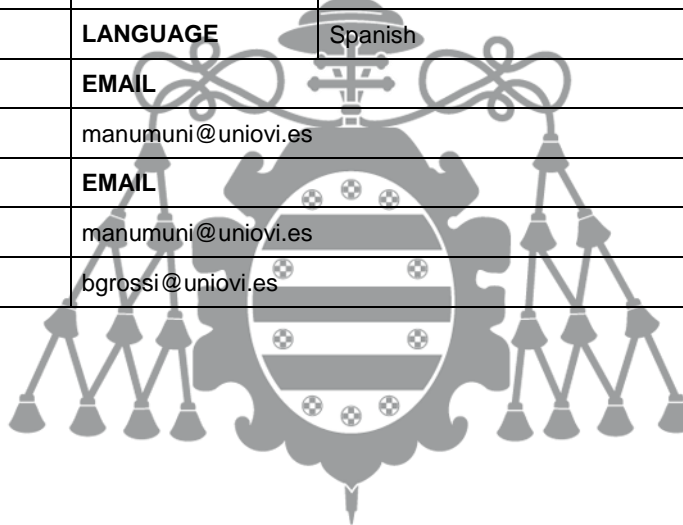 LANGUAGE Spanish
EMAIL
manumuni@uniovi.es
EMAIL
manumuni@uniovi.es
bgrossi@uniovi.es